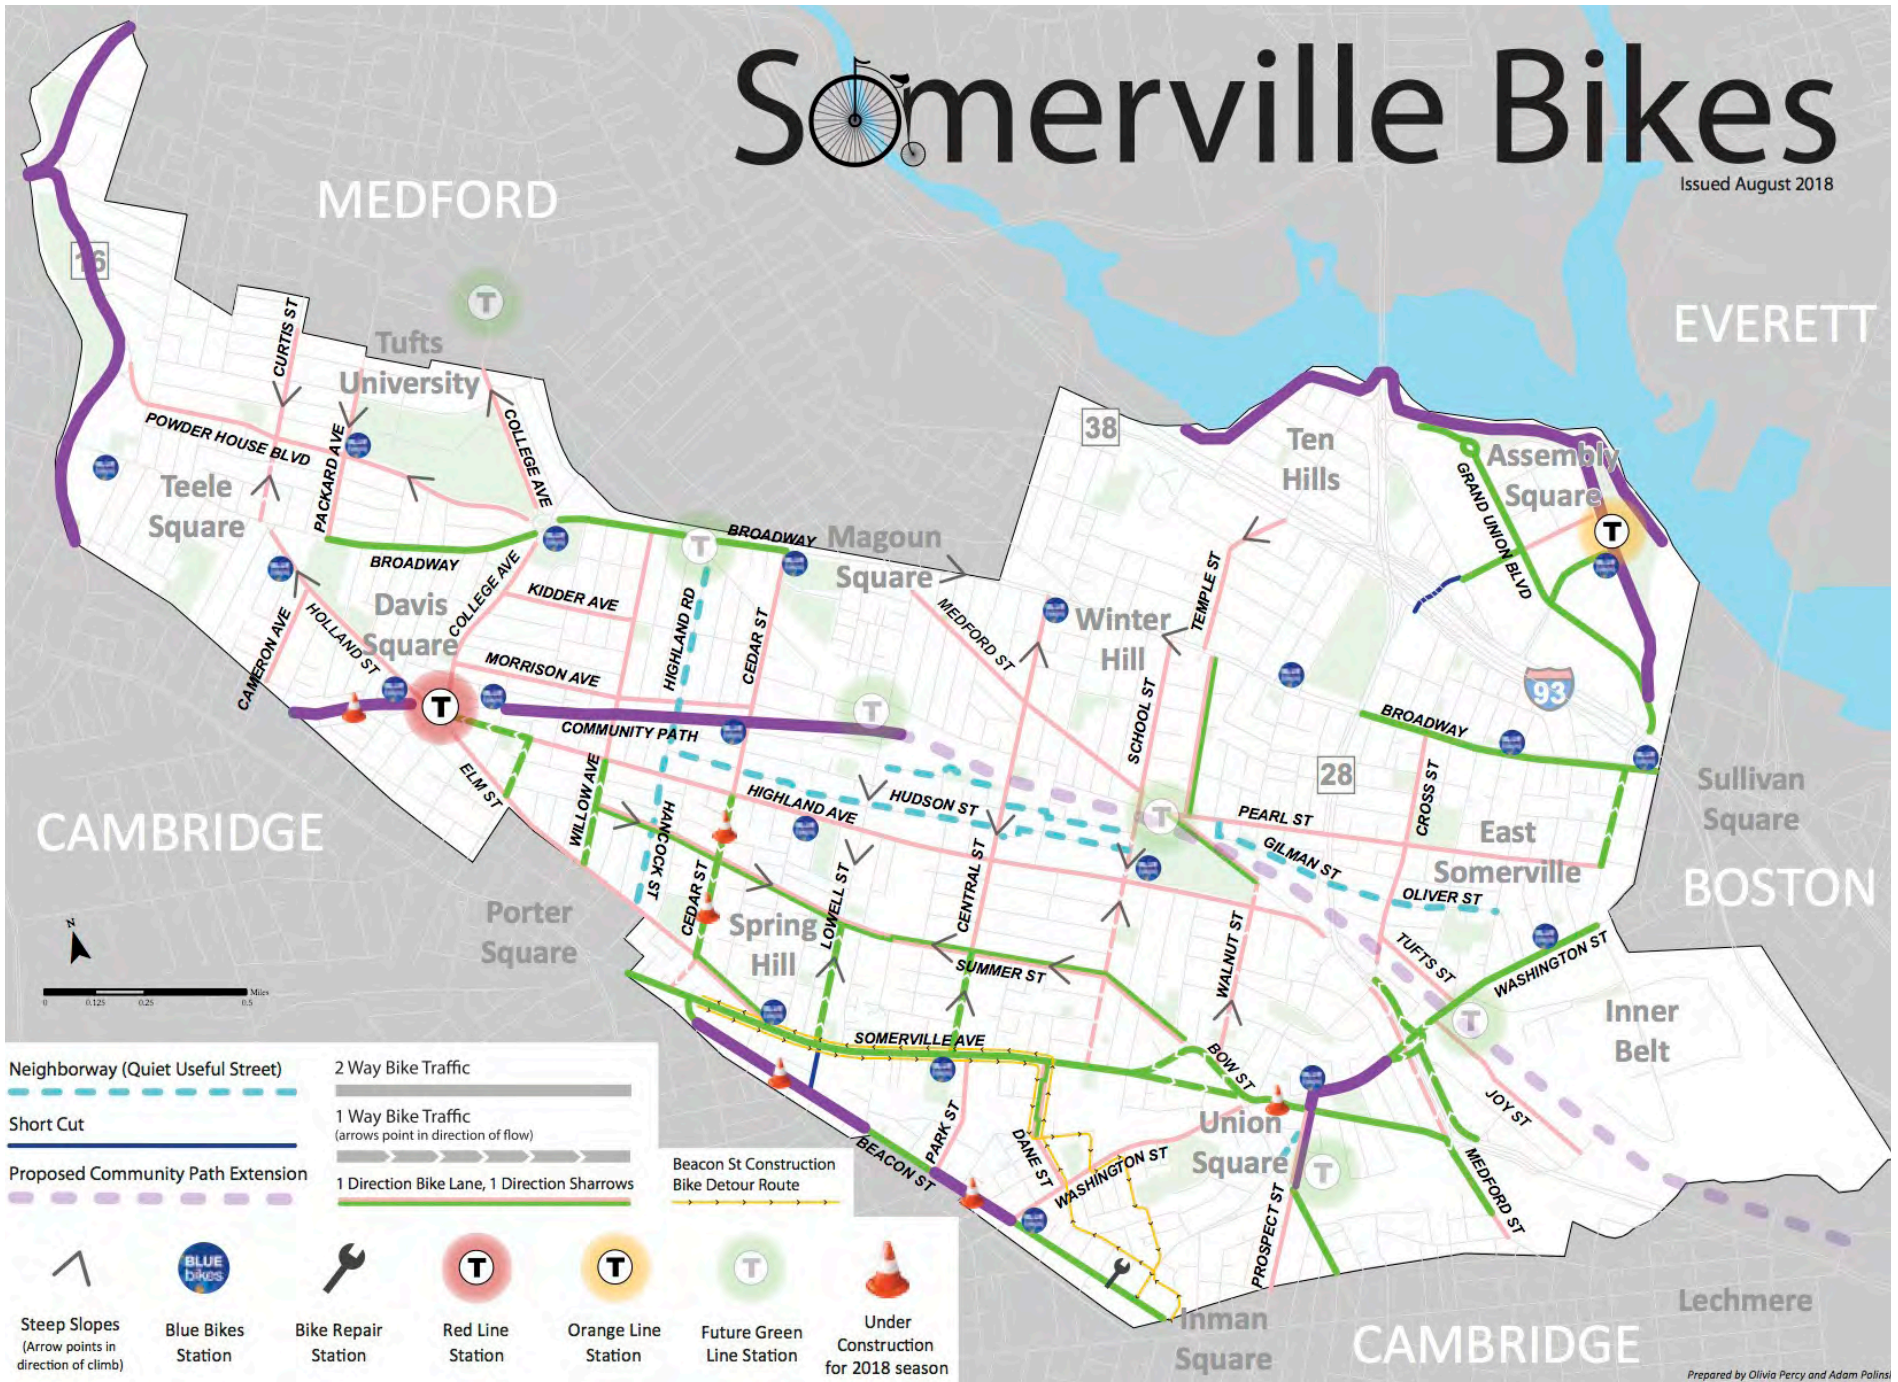 Somerville Bikes
Issued August 2018
MEDFORD
16
T
CURTIS ST
Tufts
University
EVERETT
38
Ten
Hills
Assembly
Square
POWDER HOUSE BLVD
PACKARD AVE
COLLEGE AVE
BLUE
bikes
Teele
Square
GRAND UNION BLVD
T
BROADWAY
BROADWAY
Magoun
Square
T
TEMPLE ST
KIDDER AVE
COLLEGE AVE
Davis
Square
HIGHLAND RD
CEDAR ST
MEDFORD ST
Winter
Hill
CAMERON AVE
HOLLAND ST
MORRISON AVE
T
COMMUNITY PATH
T
SCHOOL ST
93
BROADWAY
28
Sullivan
Square
ELM ST
WILLOW AVE
HANCOCK ST
HIGHLAND AVE
HUDSON ST
T
PEARL ST
CROSS ST
GILMAN ST
East
Somerville
OLIVER ST
CAMBRIDGE
BOSTON
Porter
Square
CEDAR ST
Spring
Hill
LOWELL ST
CENTRAL ST
SUMMER ST
WALNUT ST
TUFTS ST
WASHINGTON ST
T
Inner
Belt
N
0
0.125
0.25
0.5
Miles
SOMERVILLE AVE
BOW ST
JOY ST
Union
Square
T
PARK ST
BEACON ST
DANE ST
WASHINGTON ST
PROSPECT ST
MEDFORD ST
Inman
Square
Lechmere
CAMBRIDGE
Neighborway (Quiet Useful Street)
Short Cut
Proposed Community Path Extension
2 Way Bike Traffic
1 Way Bike Traffic
(arrows point in direction of flow)
1 Direction Bike Lane, 1 Direction Sharrows
Beacon St Construction
Bike Detour Route
Steep Slopes
(Arrow points in
direction of climb)
BLUE
bikes
Blue Bikes
Station
Bike Repair
Station
T
Red Line
Station
T
Orange Line
Station
T
Future Green
Line Station
Under
Construction
for 2018 season
Prepared by Olivia Percy and Adam Polinski